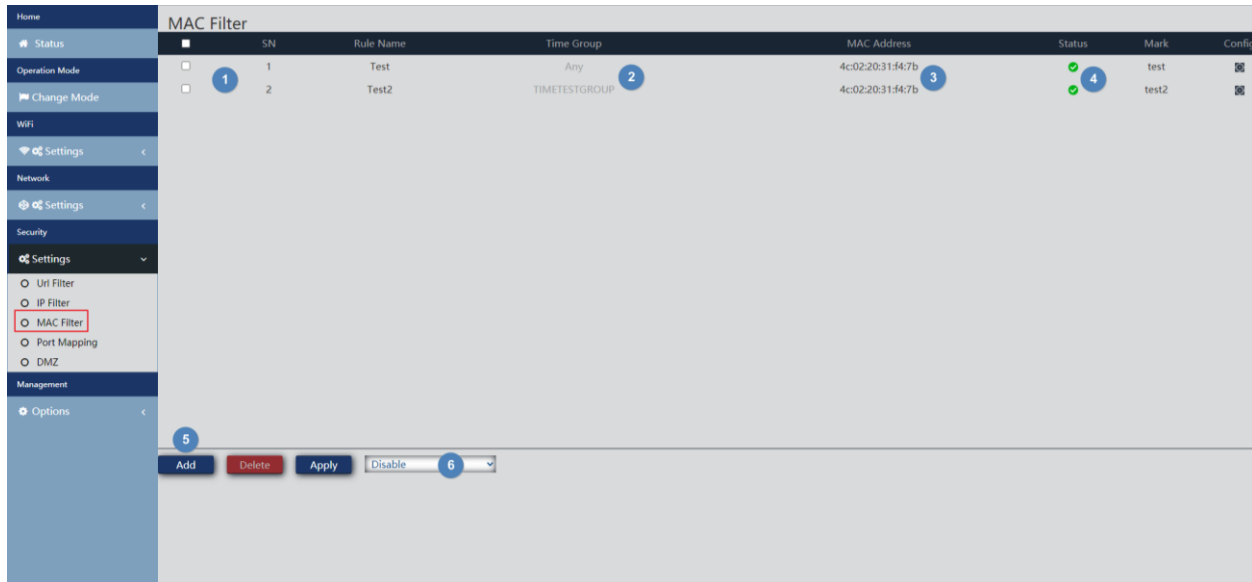 Home
MAC Filter
Status
SN Rule Name Time Group MAC Address Status Mark Config
Operation Mode
1 Test Any 4c:02:20:31:f4:7b test
1 2 3 4
2 Test2 TIMETESTGROUP 4c:02:20:31:f4:7b test2
Change Mode
WiFi
Settings
Network
Settings
Security
Settings
Url Filter
IP Filter
MAC Filter
Port Mapping
DMZ
Management
Options
5
Add Delete Apply Disable 6